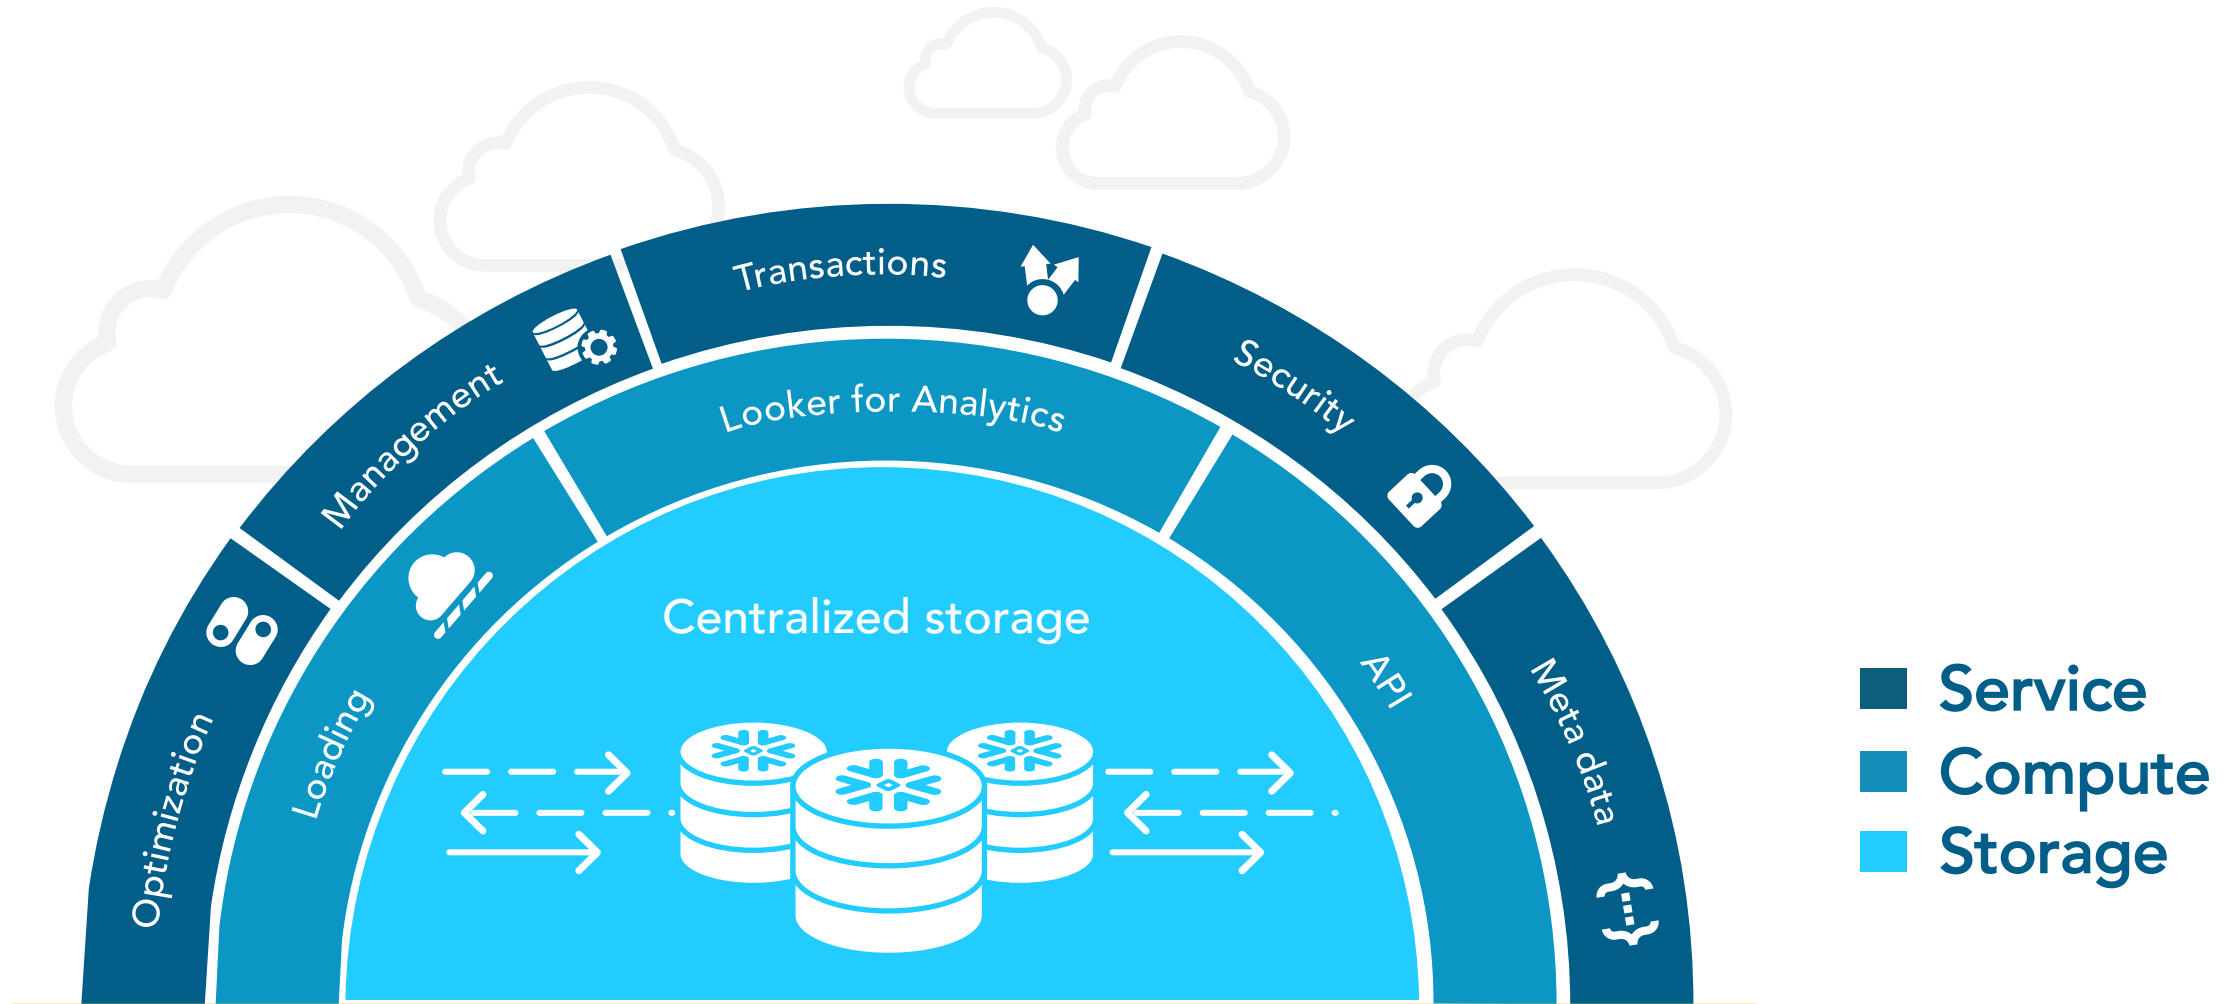 Transactions
Management
Security
Looker for Analytics
Optimization
Loading
Centralized storage
API
Meta data
Service
Compute
Storage